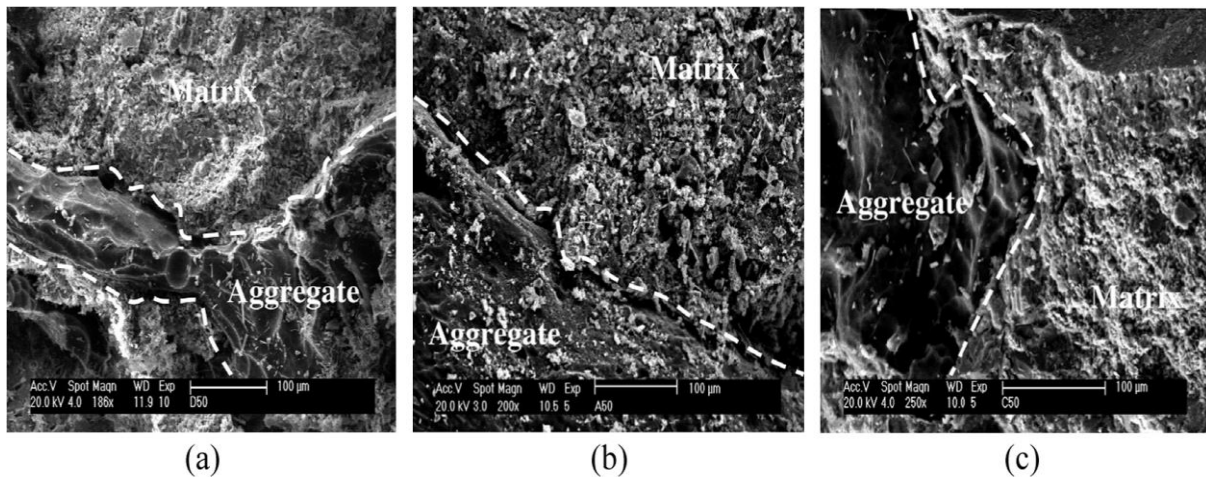 Matrix
Aggregate
Acc.V Spot Magn WD Exp 100 µm
20.0 kV 4.0 186x 11.9 10 D50
(a)
Matrix
Aggregate
Acc.V Spot Magn WD Exp 100 µm
20.0 kV 3.0 200x 10.5 5 A50
(b)
Aggregate
Matrix
Acc.V Spot Magn WD Exp 100 µm
20.0 kV 4.0 250x 10.0 5 C50
(c)